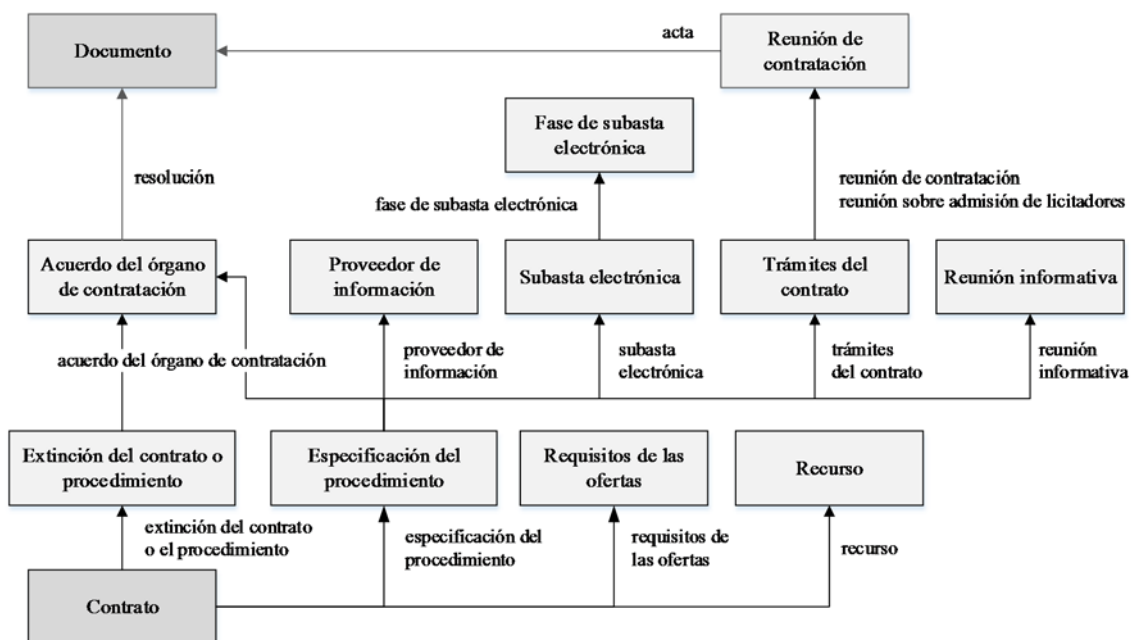 Documento
acta
Reunión de
contratación
Fase de subasta
electrónica
resolución
fase de subasta electrónica
reunión de contratación
reunión sobre admisión de licitadores
Acuerdo del órgano
de contratación
Proveedor de
información
Subasta electrónica
Trámites del
contrato
Reunión informativa
acuerdo del órgano de contratación
proveedor de
información
subasta
electrónica
trámites
del contrato
reunión
informativa
Extinción del contrato o
procedimiento
Especificación del
procedimiento
Requisitos de las
ofertas
Recurso
extinción del contrato
o el procedimiento
especificación del
procedimiento
requisitos de
las ofertas
recurso
Contrato